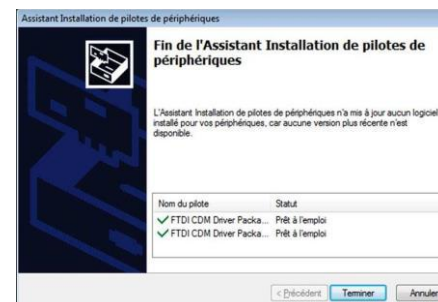 Assistant Installation de pilotes de périphériques
Fin de l'Assistant Installation de pilotes de
périphériques
L'Assistant Installation de pilotes de périphériques n'a mis à jour aucun logiciel
installé pour vos périphériques, car aucune version plus récente n'est
disponible.
Nom du pilote Statut
FTDI CDM Driver Packa... Prêt à l'emploi
FTDI CDM Driver Packa... Prêt à l'emploi
< Précédent Terminer Annuler